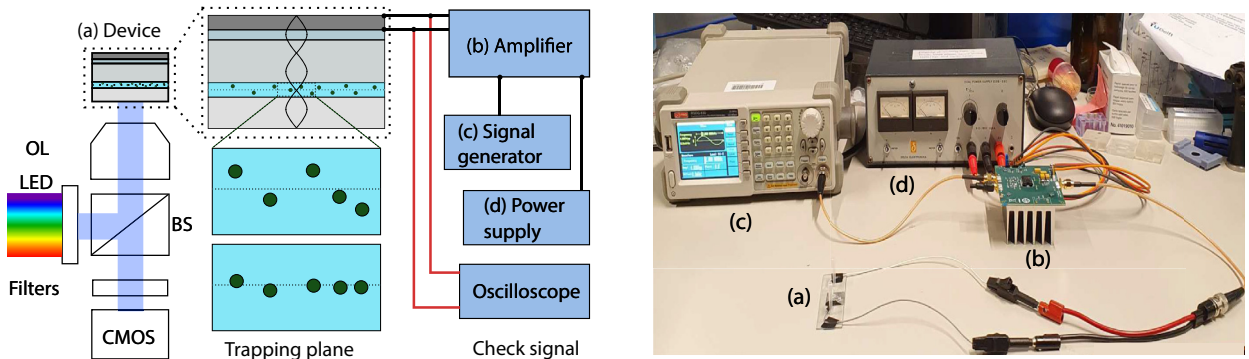 (a) Device
(b) Amplifier
(c) Signal
generator
(d) Power
supply
Oscilloscope
OL
LED
BS
Filters
CMOS
Trapping plane
Check signal
(a)
(b)
(c)
(d)